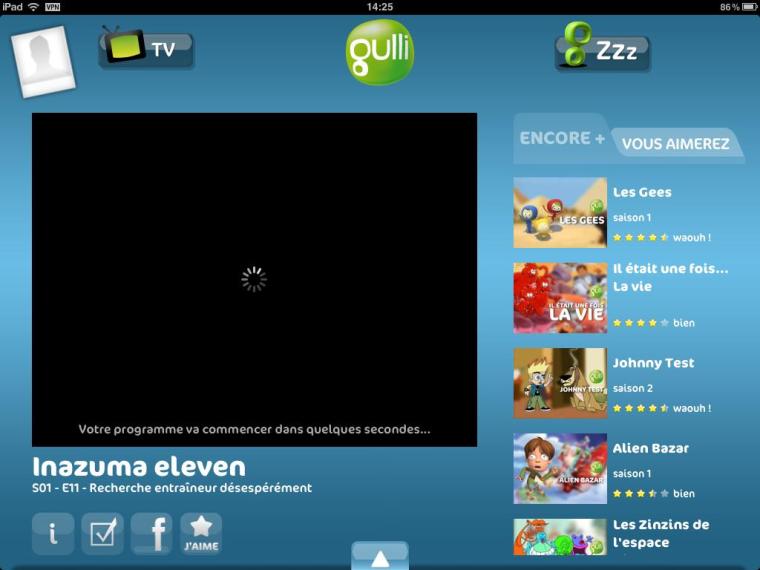 iPad VPN 14:25 86 %
TV
gulli
Zzz
ENCORE +
VOUS AIMEREZ
Votre programme va commencer dans quelques secondes...
Inazuma eleven
S01 - E11 - Recherche entraîneur désespérément
i
f
J'AIME
LES GEES
Les Gees
saison 1
waouh !
IL ÉTAIT UNE FOIS...
LA VIE
Il était une fois...
La vie
bien
JOHNNY TEST
Johnny Test
saison 2
waouh !
ALIEN BAZAR
Alien Bazar
saison 1
bien
Les Zinzins de
l'espace